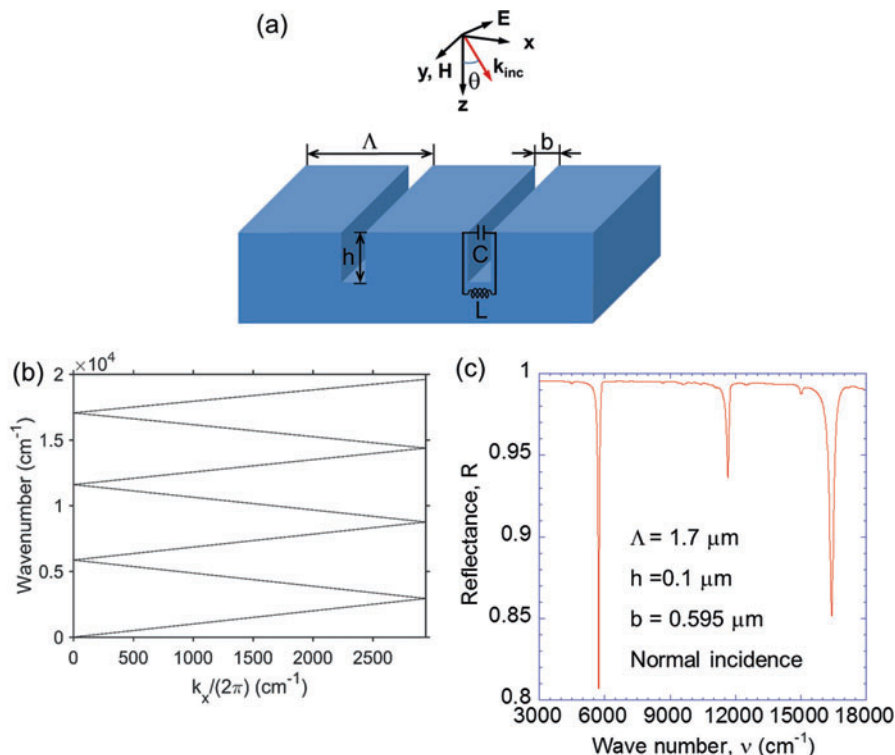 (a)
E
x
y, H
k_inc
θ
z
Λ
b
h
C
L
(b)
×10⁴
2
1.5
1
0.5
0
Wavenumber (cm⁻¹)
0 500 1000 1500 2000 2500
k_x/(2π) (cm⁻¹)
(c)
1
0.95
0.9
0.85
0.8
Reflectance, R
Λ = 1.7 μm
h =0.1 μm
b = 0.595 μm
Normal incidence
3000 6000 9000 12000 15000 18000
Wave number, ν (cm⁻¹)